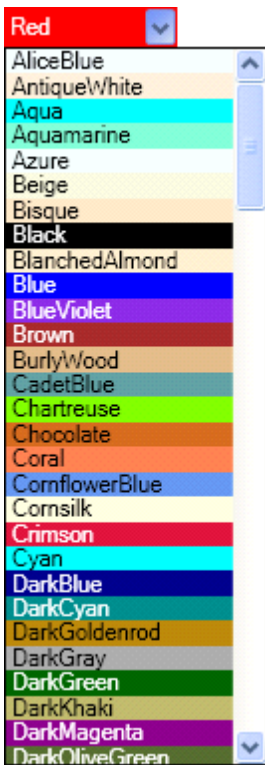 Red
AliceBlue
AntiqueWhite
Aqua
Aquamarine
Azure
Beige
Bisque
Black
BlanchedAlmond
Blue
BlueViolet
Brown
BurlyWood
CadetBlue
Chartreuse
Chocolate
Coral
CornflowerBlue
Cornsilk
Crimson
Cyan
DarkBlue
DarkCyan
DarkGoldenrod
DarkGray
DarkGreen
DarkKhaki
DarkMagenta
DarkOliveGreen